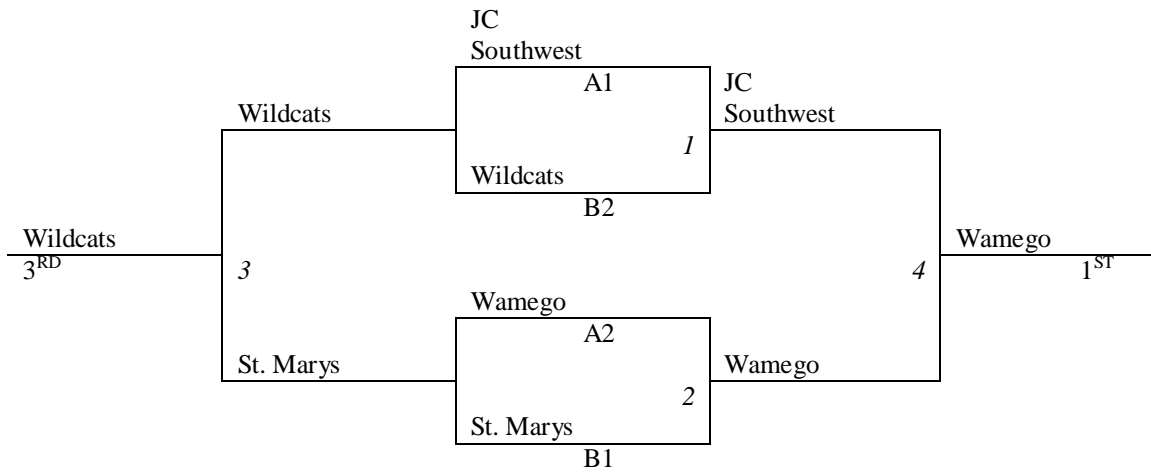 JC
Southwest
A1
JC
Southwest
Wildcats
1
Wildcats
B2
Wildcats
3RD
3
4
Wamego
1ST
Wamego
A2
St. Marys
Wamego
2
St. Marys
B1